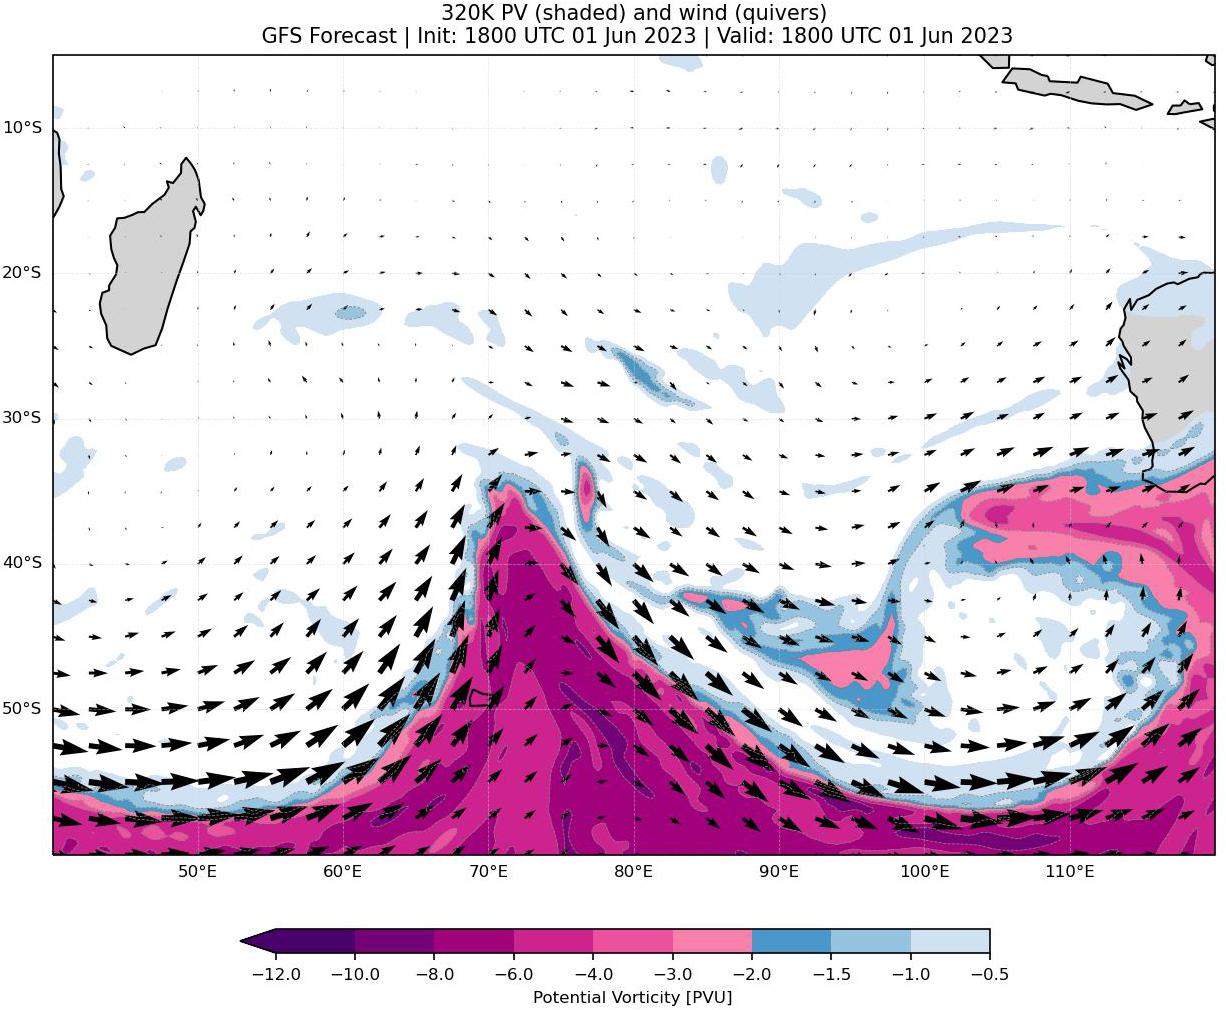 320K PV (shaded) and wind (quivers)
GFS Forecast | Init: 1800 UTC 01 Jun 2023 | Valid: 1800 UTC 01 Jun 2023
10°S
20°S
30°S
40°S
50°S
50°E 60°E 70°E 80°E 90°E 100°E 110°E
−12.0 −10.0 −8.0 −6.0 −4.0 −3.0 −2.0 −1.5 −1.0 −0.5
Potential Vorticity [PVU]